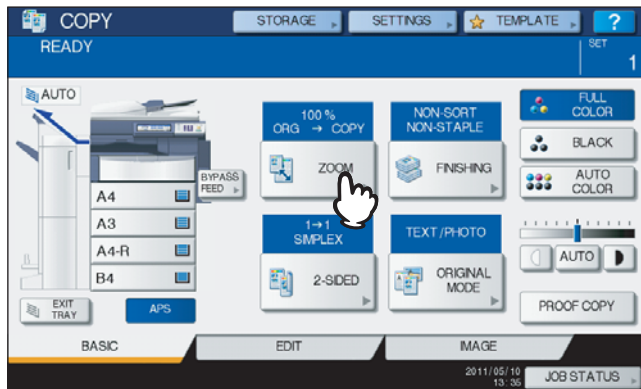 COPY
STORAGE
SETTINGS
TEMPLATE
?
READY
SET
1
AUTO
100 %
ORG → COPY
ZOOM
NON-SORT
NON-STAPLE
FINISHING
FULL
COLOR
BLACK
AUTO
COLOR
BYPASS
FEED
A4
A3
A4-R
B4
1→1
SIMPLEX
2-SIDED
TEXT/PHOTO
ORIGINAL
MODE
AUTO
EXIT
TRAY
APS
PROOF COPY
BASIC
EDIT
IMAGE
2011/05/10
13:35
JOB STATUS